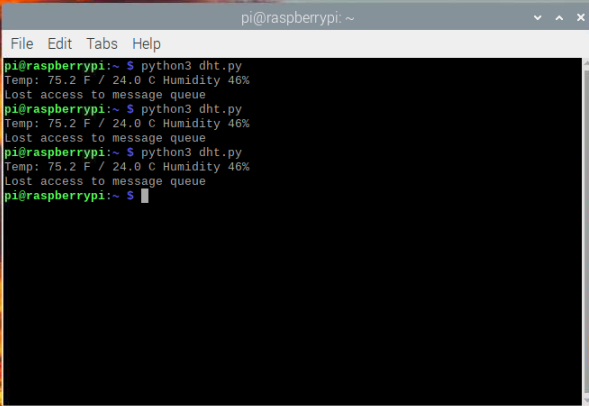 pi@raspberrypi: ~
File Edit Tabs Help
pi@raspberrypi:~ $ python3 dht.py
Temp: 75.2 F / 24.0 C Humidity 46%
Lost access to message queue
pi@raspberrypi:~ $ python3 dht.py
Temp: 75.2 F / 24.0 C Humidity 46%
Lost access to message queue
pi@raspberrypi:~ $ python3 dht.py
Temp: 75.2 F / 24.0 C Humidity 46%
Lost access to message queue
pi@raspberrypi:~ $